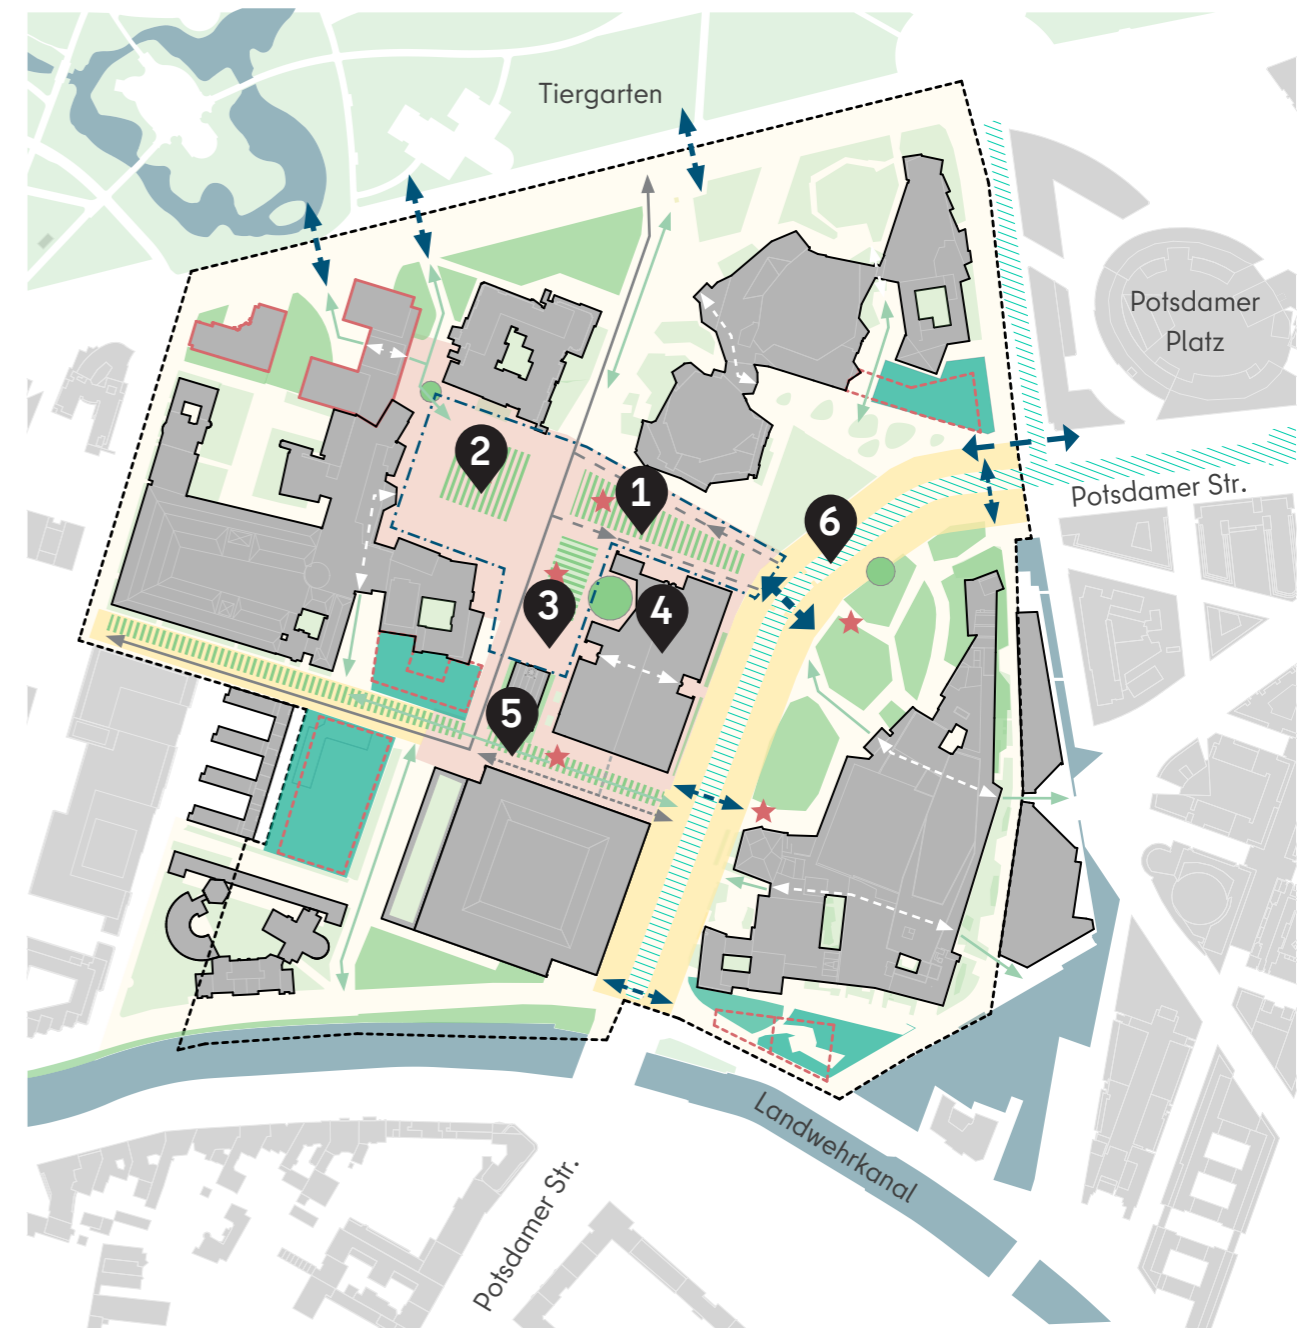 Tiergarten
Potsdamer
Platz
2
1
Potsdamer Str.
6
3
4
5
Landwehrkanal
Potsdamer Str.